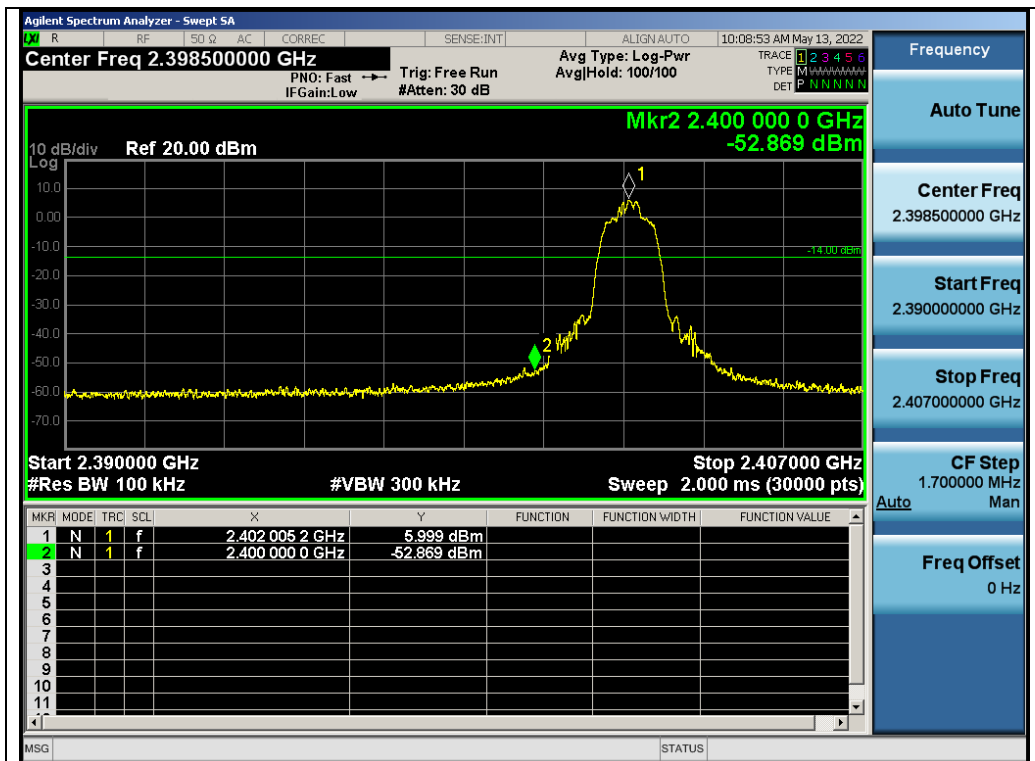 Agilent Spectrum Analyzer - Swept SA
LXI R RF 50 Ω AC CORREC SENSE:INT ALIGN AUTO 10:08:53 AM May 13, 2022
Center Freq 2.398500000 GHz
PNO: Fast
IFGain:Low
Trig: Free Run
#Atten: 30 dB
Avg Type: Log-Pwr
Avg|Hold: 100/100
TRACE 1 2 3 4 5 6
TYPE M WWWWW
DET P N N N N N
Mkr2 2.400 000 0 GHz
-52.869 dBm
10 dB/div Ref 20.00 dBm
Log
10.0
0.00
-10.0
-20.0
-30.0
-40.0
-50.0
-60.0
-70.0
1
2
-14.00 dBm
Start 2.390000 GHz Stop 2.407000 GHz
#Res BW 100 kHz #VBW 300 kHz Sweep 2.000 ms (30000 pts)
MKR MODE TRC SCL X Y FUNCTION FUNCTION WIDTH FUNCTION VALUE
1 N 1 f 2.402 005 2 GHz 5.999 dBm
2 N 1 f 2.400 000 0 GHz -52.869 dBm
3
4
5
6
7
8
9
10
11
MSG STATUS
Frequency
Auto Tune
Center Freq
2.398500000 GHz
Start Freq
2.390000000 GHz
Stop Freq
2.407000000 GHz
CF Step
1.700000 MHz
Auto Man
Freq Offset
0 Hz